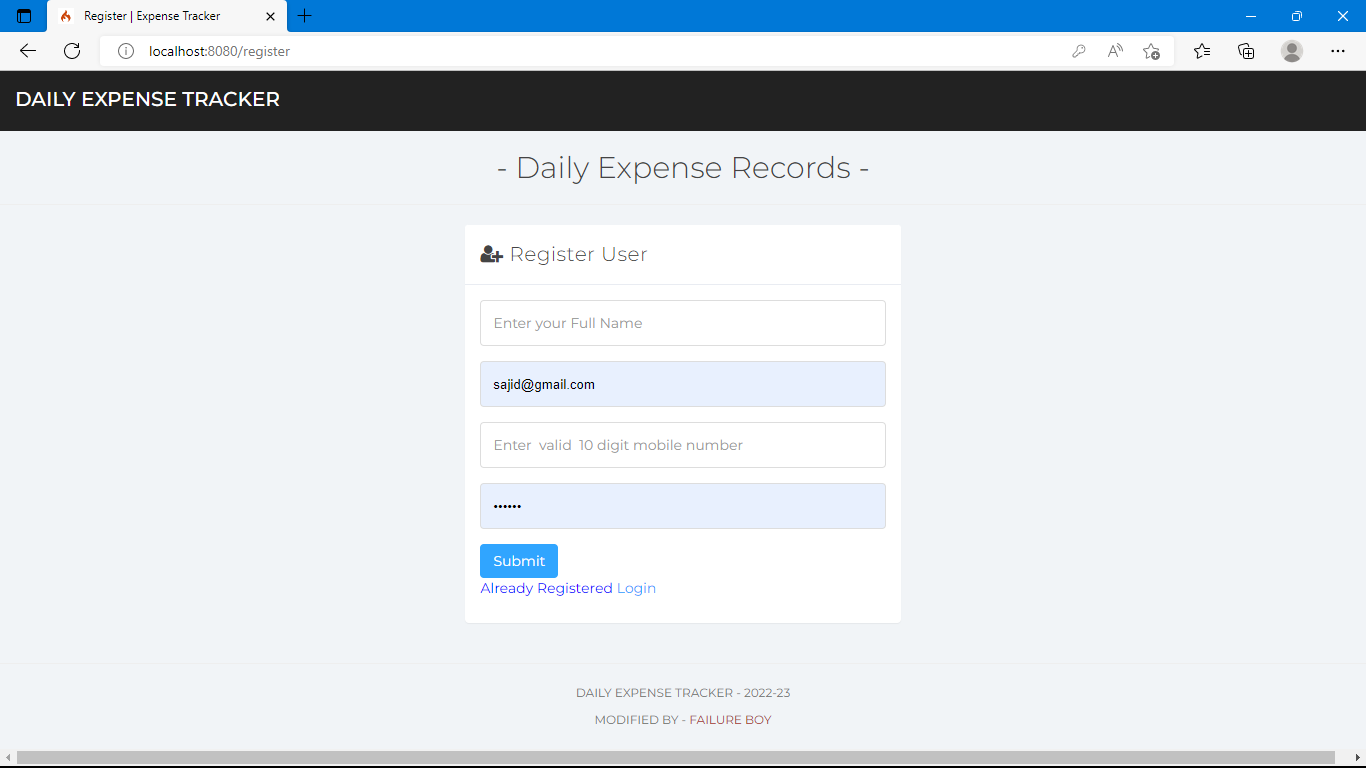 Register | Expense Tracker
localhost:8080/register
DAILY EXPENSE TRACKER
- Daily Expense Records -
Register User
Enter your Full Name
sajid@gmail.com
Enter  valid  10 digit mobile number
••••••
Submit
Already Registered Login
DAILY EXPENSE TRACKER - 2022-23
MODIFIED BY - FAILURE BOY